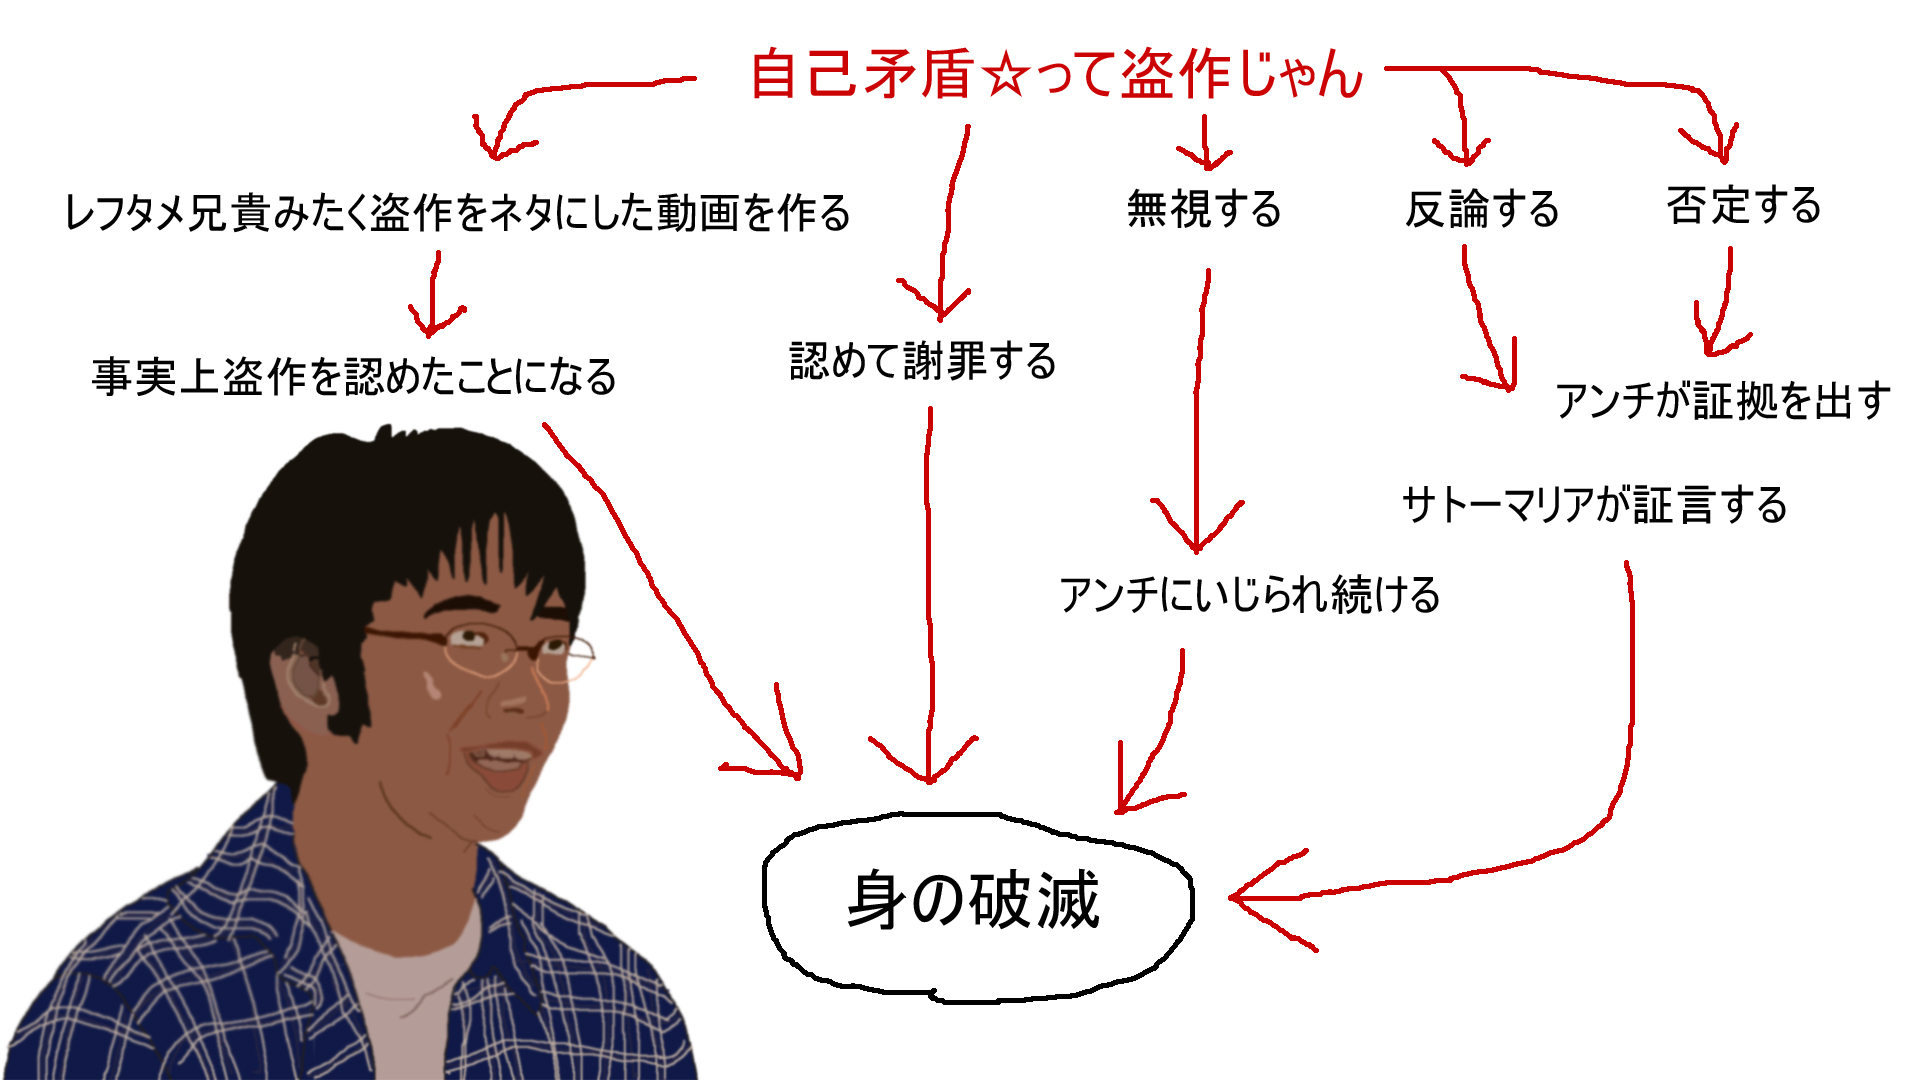 自己矛盾☆って盗作じゃん
レフタメ兄貴みたく盗作をネタにした動画を作る
無視する
反論する
否定する
事実上盗作を認めたことになる
認めて謝罪する
アンチが証拠を出す
サトーマリアが証言する
アンチにいじられ続ける
身の破滅